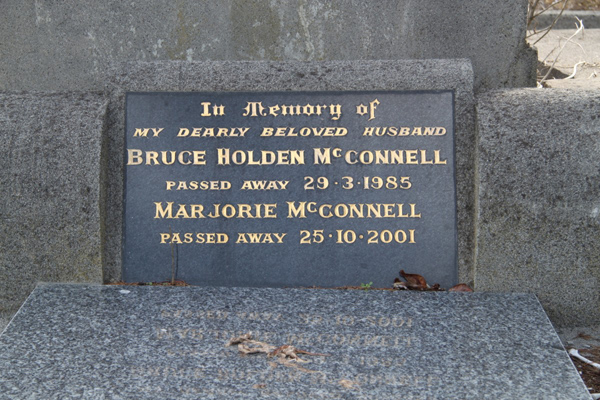 In Memory of
MY DEARLY BELOVED HUSBAND
BRUCE HOLDEN McCONNELL
PASSED AWAY 29·3·1985
MARJORIE McCONNELL
PASSED AWAY 25·10·2001